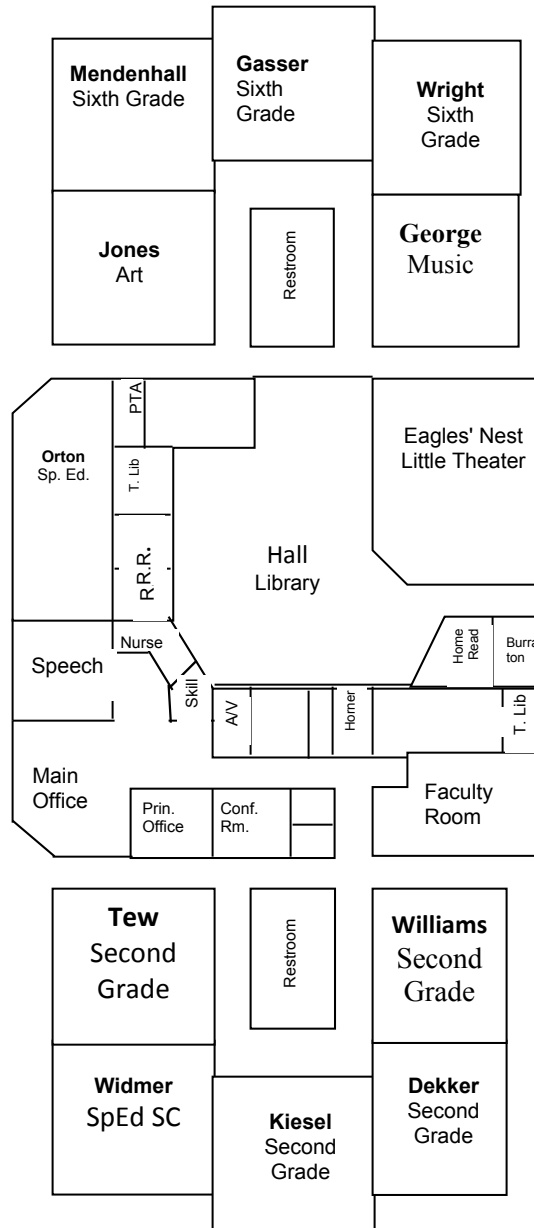 Mendenhall
Sixth Grade
Gasser
Sixth
Grade
Wright
Sixth
Grade
Jones
Art
Restroom
George
Music
PTA
Orton
Sp. Ed.
T. Lib
R.R.R.
Eagles' Nest
Little Theater
Hall
Library
Nurse
Speech
Skill
Home
Read
Burra
ton
A/V
Horner
T. Lib
Main
Office
Prin.
Office
Conf.
Rm.
Faculty
Room
Tew
Second
Grade
Restroom
Williams
Second
Grade
Widmer
SpEd SC
Kiesel
Second
Grade
Dekker
Second
Grade